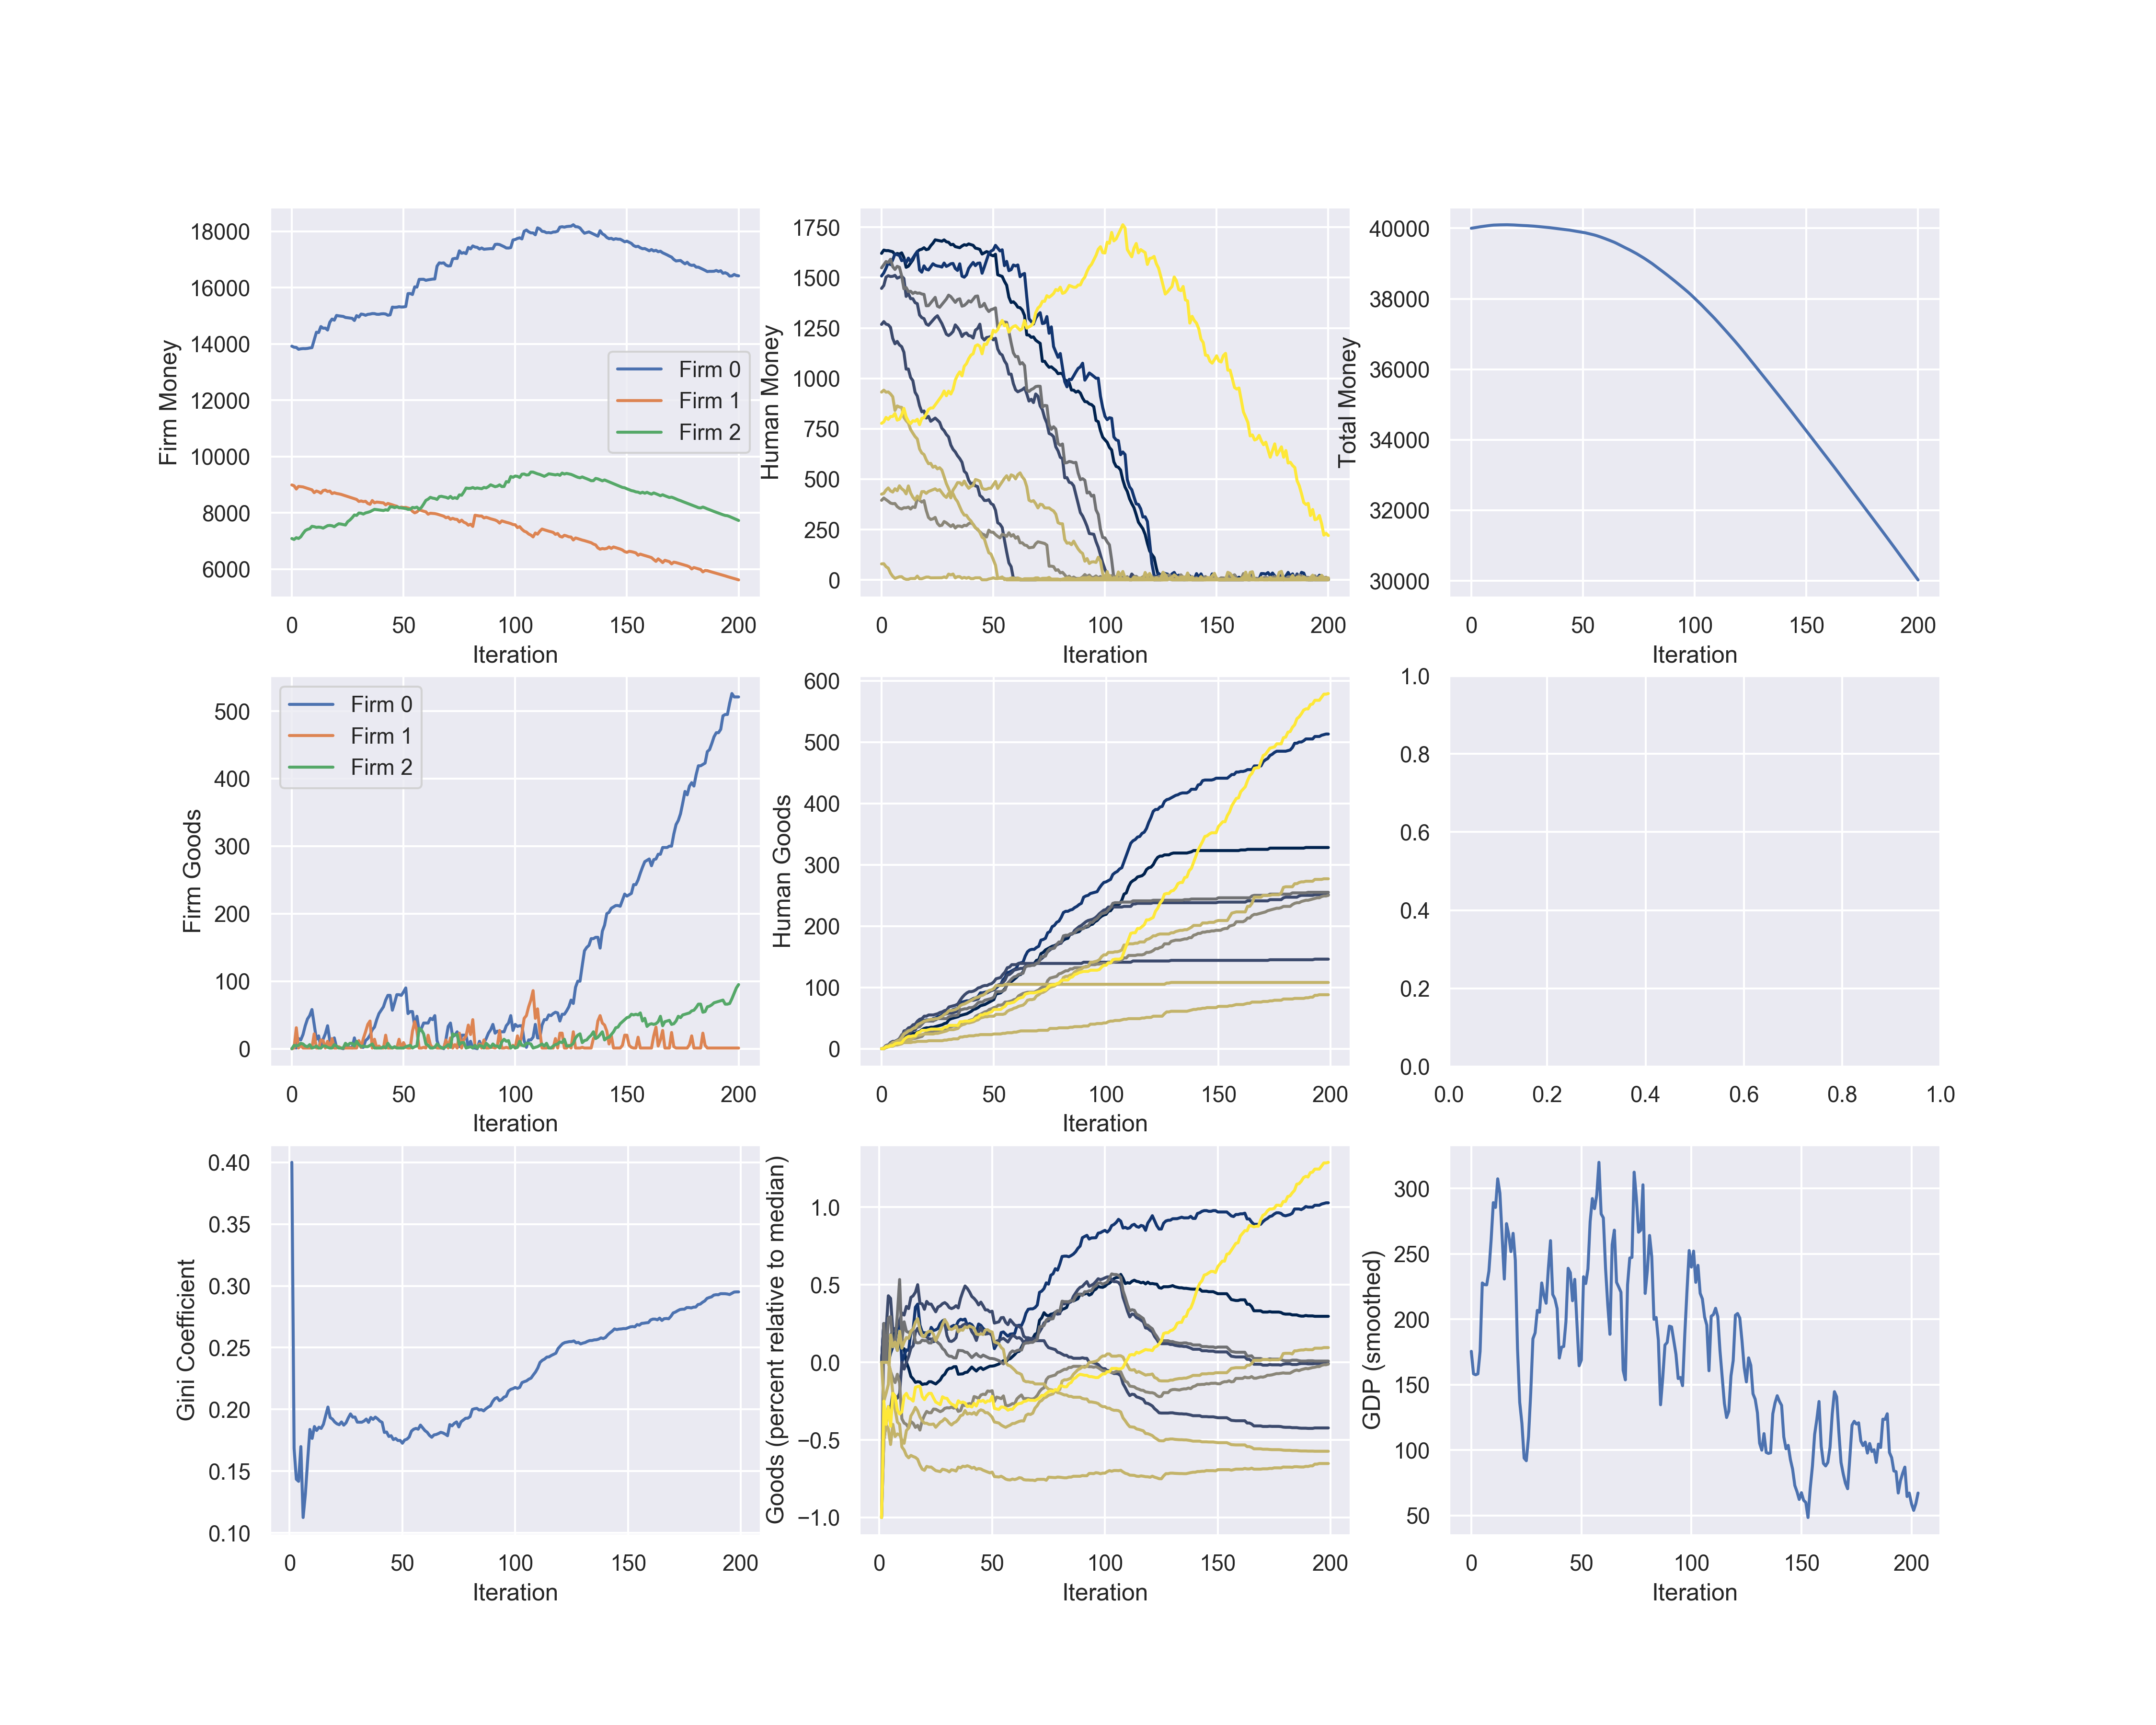 Firm Money
18000
16000
14000
12000
10000
8000
6000
Firm 0
Firm 1
Firm 2
0 50 100 150 200
Iteration
Human Money
1750
1500
1250
1000
750
500
250
0
0 50 100 150 200
Iteration
Total Money
40000
38000
36000
34000
32000
30000
0 50 100 150 200
Iteration
Firm Goods
500
400
300
200
100
0
Firm 0
Firm 1
Firm 2
0 50 100 150 200
Iteration
Human Goods
600
500
400
300
200
100
0
0 50 100 150 200
Iteration
1.0
0.8
0.6
0.4
0.2
0.0
0.0 0.2 0.4 0.6 0.8 1.0
Gini Coefficient
0.40
0.35
0.30
0.25
0.20
0.15
0.10
0 50 100 150 200
Iteration
Goods (percent relative to median)
1.0
0.5
0.0
−0.5
−1.0
0 50 100 150 200
Iteration
GDP (smoothed)
300
250
200
150
100
50
0 50 100 150 200
Iteration